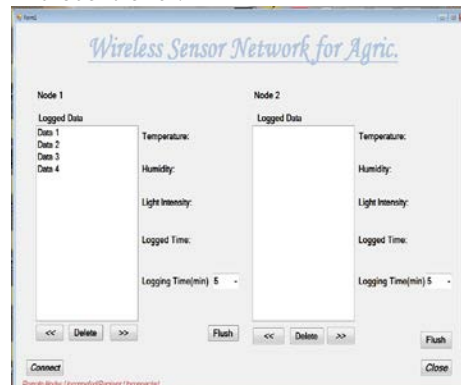 Form1
Wireless Sensor Network for Agric.
Node 1
Node 2
Logged Data
Logged Data
Data 1
Data 2
Data 3
Data 4
Temperature:
Temperature:
Humidity:
Humidity:
Light Intensity:
Light Intensity:
Logged Time:
Logged Time:
Logging Time(min) 5
Logging Time(min) 5
<< Delete >>
Flush
<< Delete >>
Flush
Connect
Close